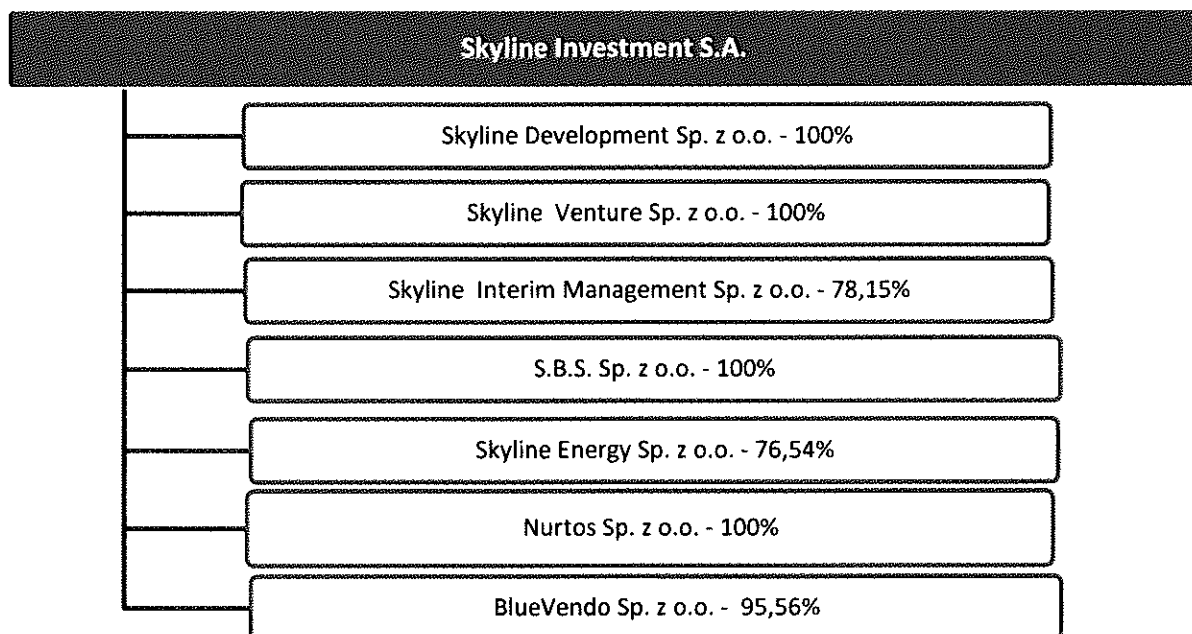 Skyline Investment S.A.
Skyline Development Sp. z o.o. - 100%
Skyline Venture Sp. z o.o. - 100%
Skyline Interim Management Sp. z o.o. - 78,15%
S.B.S. Sp. z o.o. - 100%
Skyline Energy Sp. z o.o. - 76,54%
Nurtos Sp. z o.o. - 100%
BlueVendo Sp. z o.o. - 95,56%